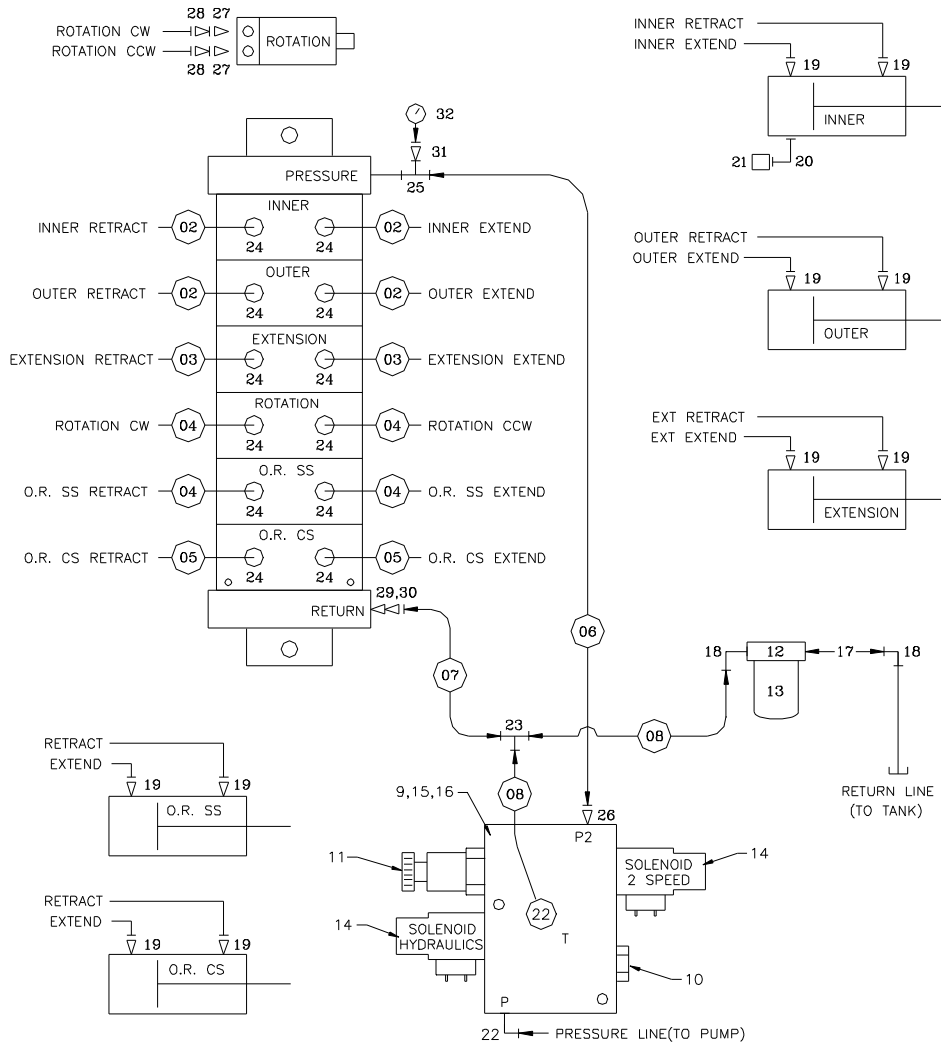 28 27
ROTATION CW
ROTATION CCW
28 27
ROTATION
INNER RETRACT
INNER EXTEND
19 19
INNER
21 20
32
31
25
PRESSURE
INNER
INNER RETRACT 02 24 24 02 INNER EXTEND
OUTER
OUTER RETRACT 02 24 24 02 OUTER EXTEND
EXTENSION
EXTENSION RETRACT 03 24 24 03 EXTENSION EXTEND
ROTATION
ROTATION CW 04 24 24 04 ROTATION CCW
O.R. SS
O.R. SS RETRACT 04 24 24 04 O.R. SS EXTEND
O.R. CS
O.R. CS RETRACT 05 24 24 05 O.R. CS EXTEND
RETURN
29,30
OUTER RETRACT
OUTER EXTEND
19 19
OUTER
EXT RETRACT
EXT EXTEND
19 19
EXTENSION
06
07
18 12 17 18
13
23
08
08
RETURN LINE
(TO TANK)
RETRACT
EXTEND
19 19
O.R. SS
RETRACT
EXTEND
19 19
O.R. CS
9,15,16
26
P2
11
14
SOLENOID
2 SPEED
14
SOLENOID
HYDRAULICS
22
T
10
P
22
PRESSURE LINE(TO PUMP)